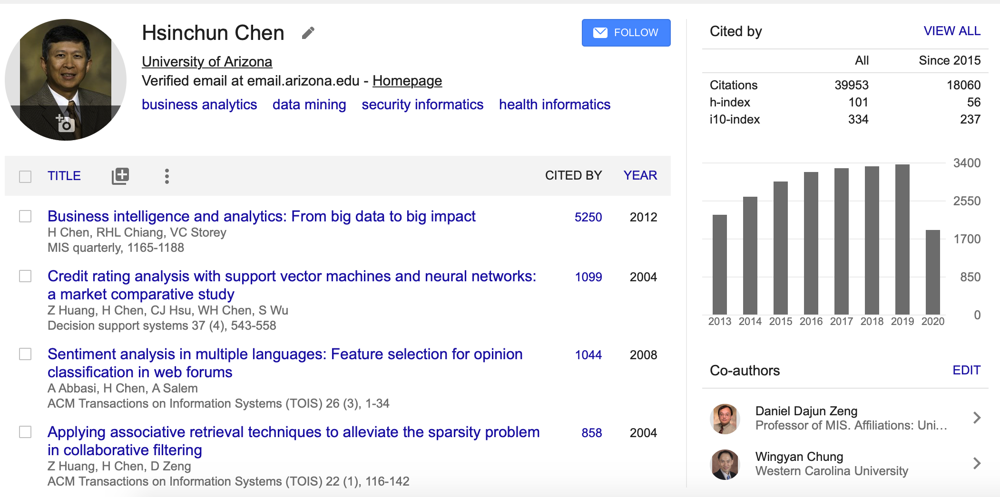 Hsinchun Chen
FOLLOW
University of Arizona
Verified email at email.arizona.edu - Homepage
business analytics data mining security informatics health informatics
TITLE CITED BY YEAR
Business intelligence and analytics: From big data to big impact 5250 2012
H Chen, RHL Chiang, VC Storey
MIS quarterly, 1165-1188
Credit rating analysis with support vector machines and neural networks: 1099 2004
a market comparative study
Z Huang, H Chen, CJ Hsu, WH Chen, S Wu
Decision support systems 37 (4), 543-558
Sentiment analysis in multiple languages: Feature selection for opinion 1044 2008
classification in web forums
A Abbasi, H Chen, A Salem
ACM Transactions on Information Systems (TOIS) 26 (3), 1-34
Applying associative retrieval techniques to alleviate the sparsity problem 858 2004
in collaborative filtering
Z Huang, H Chen, D Zeng
ACM Transactions on Information Systems (TOIS) 22 (1), 116-142
Cited by VIEW ALL
All Since 2015
Citations 39953 18060
h-index 101 56
i10-index 334 237
3400
2550
1700
850
0
2013 2014 2015 2016 2017 2018 2019 2020
Co-authors EDIT
Daniel Dajun Zeng
Professor of MIS. Affiliations: Uni...
Wingyan Chung
Western Carolina University